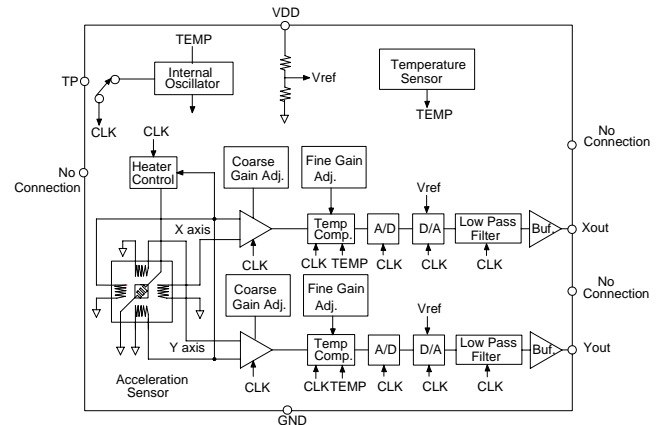 VDD
TEMP
Internal
Oscillator
TP
CLK
Vref
Temperature
Sensor
TEMP
No
Connection
CLK
Heater
Control
No
Connection
Coarse
Gain Adj.
Fine Gain
Adj.
X axis
Temp
Comp.
A/D
Vref
D/A
Low Pass
Filter
Buf.
Xout
CLK
CLK
TEMP
CLK
CLK
CLK
No
Connection
Coarse
Gain Adj.
Fine Gain
Adj.
Y axis
Temp
Comp.
A/D
Vref
D/A
Low Pass
Filter
Buf.
Yout
CLK
CLK
TEMP
CLK
CLK
CLK
Acceleration
Sensor
GND